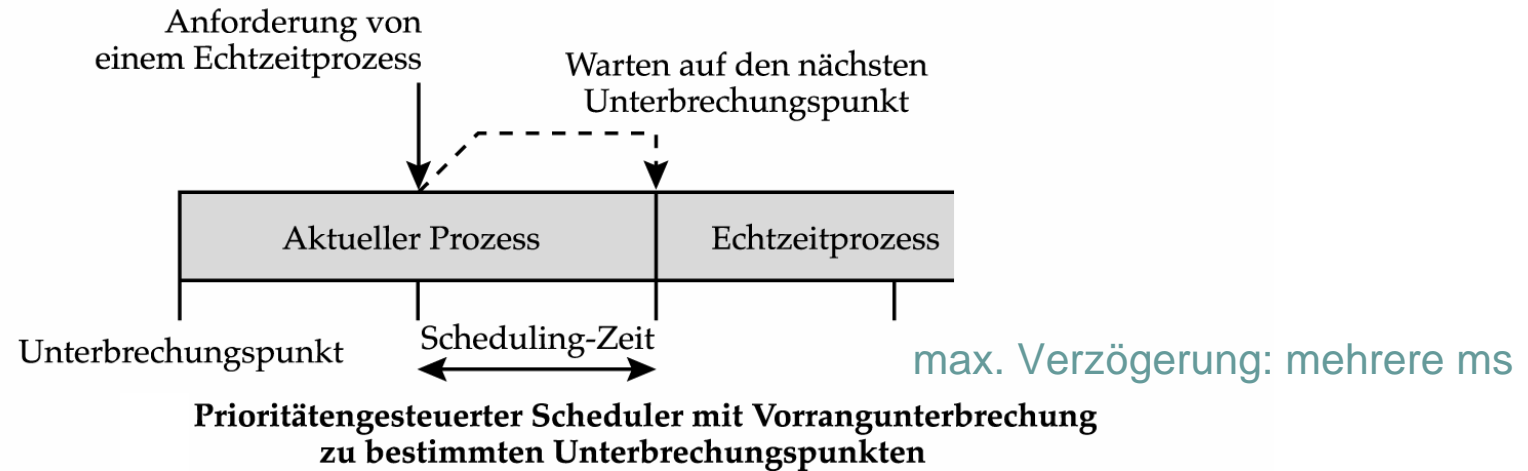 Anforderung von
einem Echtzeitprozess
Warten auf den nächsten
Unterbrechungspunkt
Aktueller Prozess
Echtzeitprozess
Unterbrechungspunkt
Scheduling-Zeit
max. Verzögerung: mehrere ms
Prioritätengesteuerter Scheduler mit Vorrangunterbrechung
zu bestimmten Unterbrechungspunkten